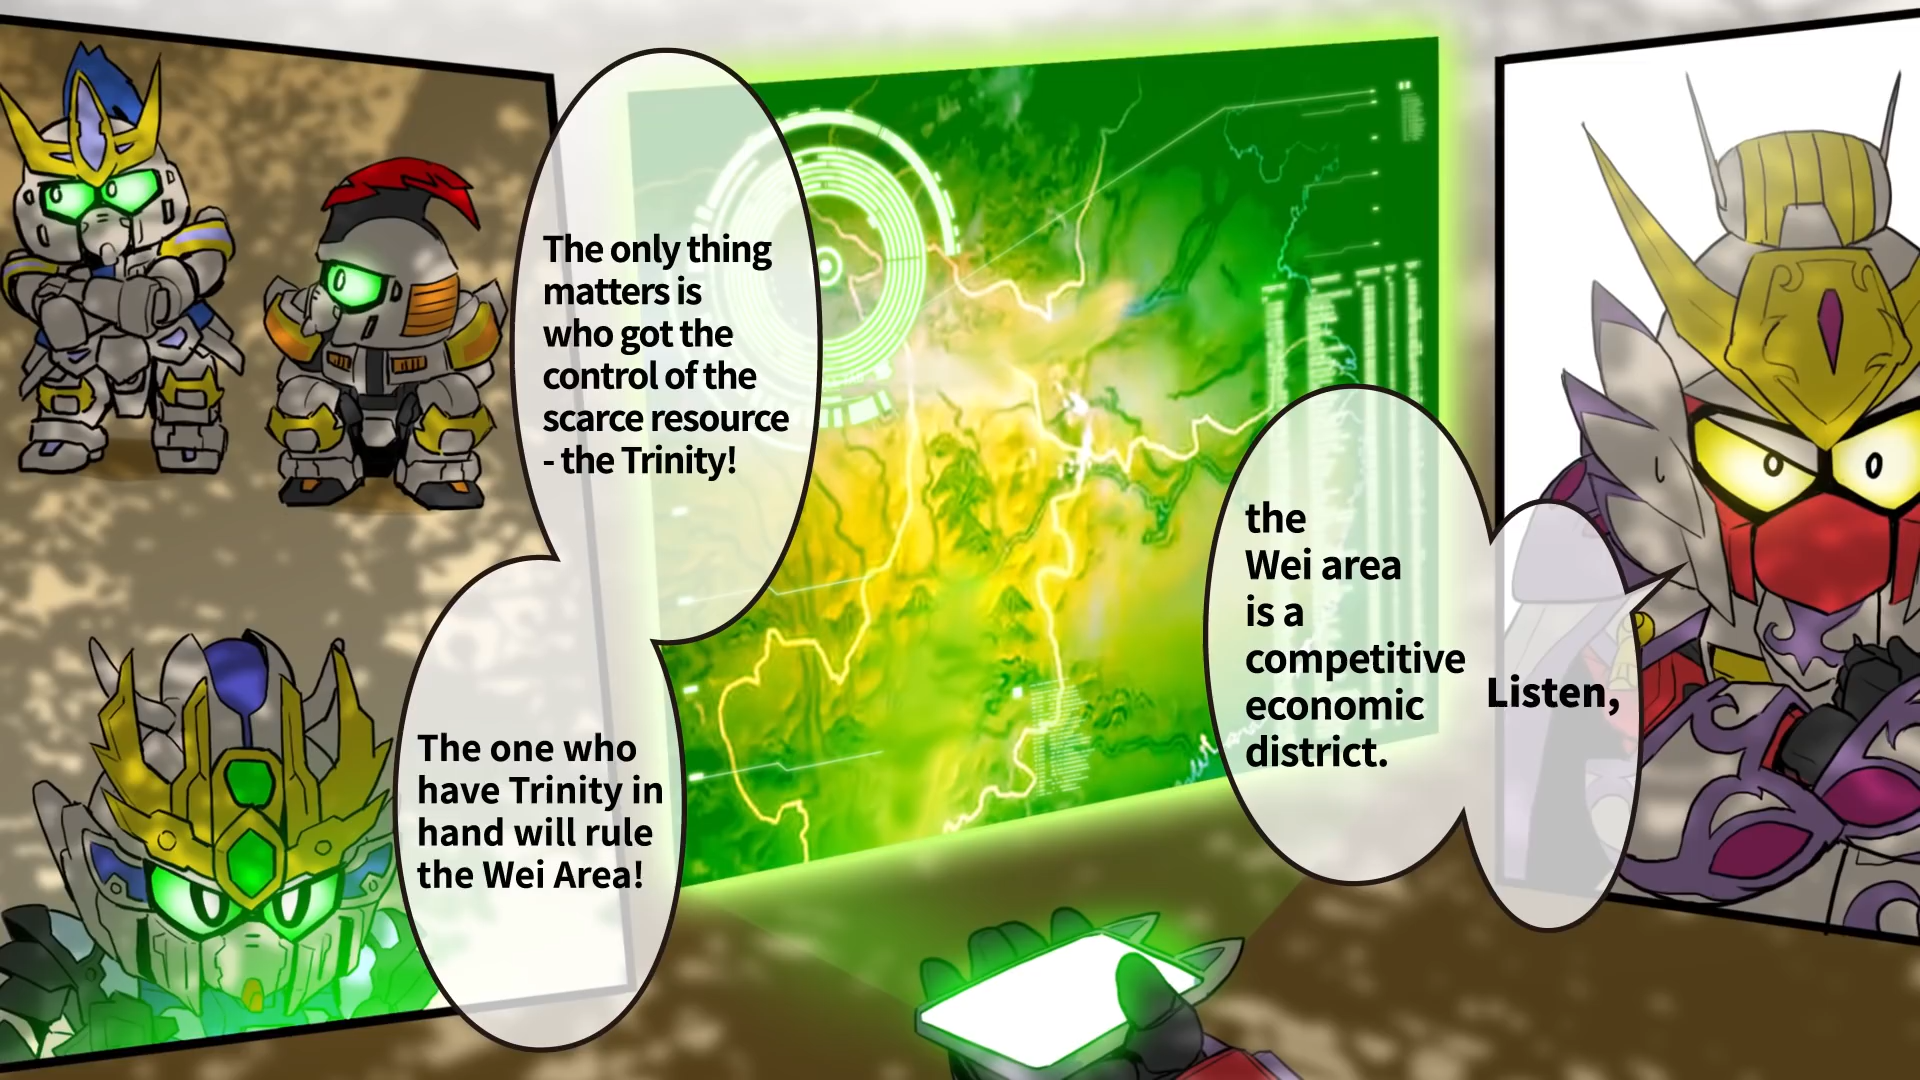 Listen,
the
Wei area
is a
competitive
economic
district.
The only thing
matters is
who got the
control of the
scarce resource
- the Trinity!
The one who
have Trinity in
hand will rule
the Wei Area!